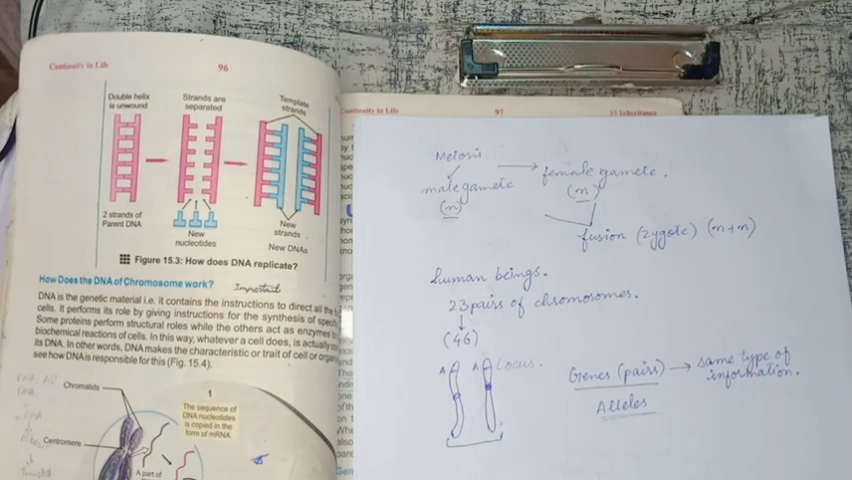 Continuity in Life
96
Double helix
is unwound
Strands are
separated
Template
strands
2 strands of
Parent DNA
New
nucleotides
New
strands
New DNAs
Figure 15.3: How does DNA replicate?
How Does the DNA of Chromosome work?
Important
DNA is the genetic material i.e. it contains the instructions to direct all the
cells. It performs its role by giving instructions for the synthesis of
Some proteins perform structural roles while the others act as enzymes
biochemical reactions of cells. In this way, whatever a cell does, is actually
its DNA. In other words, DNA makes the characteristic or trait of cell or
see how DNA is responsible for this (Fig. 15.4).
Chromatids
Centromere
1
The sequence of
DNA nucleotides
is copied in the
form of mRNA
A part of
Continuity in Life
97
15 Inheritance
Meiosis
male gamete
(n)
female gamete.
(n)
fusion (zygote) (n+n)
human beings.
23 pairs of chromosomes.
(46)
A A Locus.
Genes (pairs) → same type of
information.
Alleles